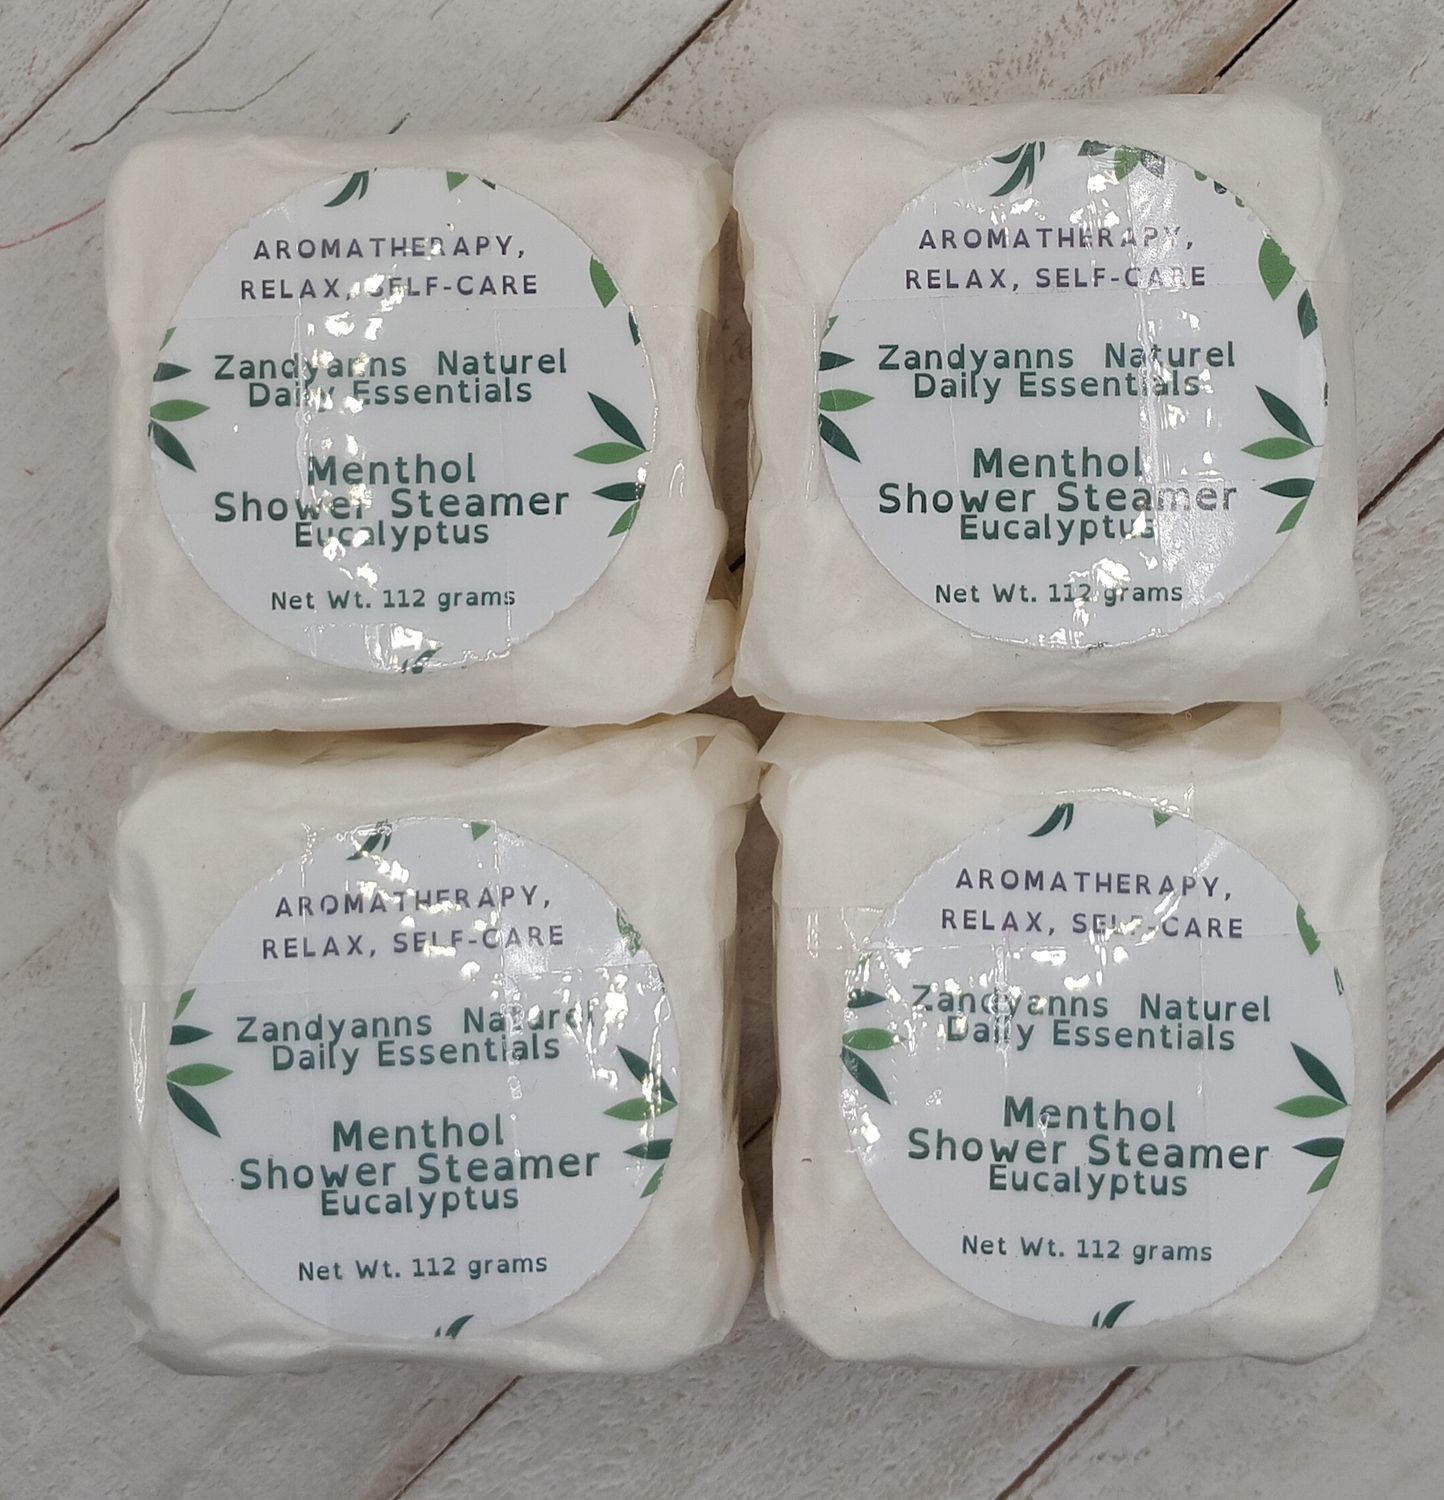 AROMATHERAPY,
RELAX, SELF-CARE
Zandyanns Naturel
Daily Essentials
Menthol
Shower Steamer
Eucalyptus
Net Wt. 112 grams
AROMATHERAPY,
RELAX, SELF-CARE
Zandyanns Naturel
Daily Essentials
Menthol
Shower Steamer
Eucalyptus
Net Wt. 112 grams
AROMATHERAPY,
RELAX, SELF-CARE
Zandyanns Naturel
Daily Essentials
Menthol
Shower Steamer
Eucalyptus
Net Wt. 112 grams
AROMATHERAPY,
RELAX, SELF-CARE
Zandyanns Naturel
Daily Essentials
Menthol
Shower Steamer
Eucalyptus
Net Wt. 112 grams